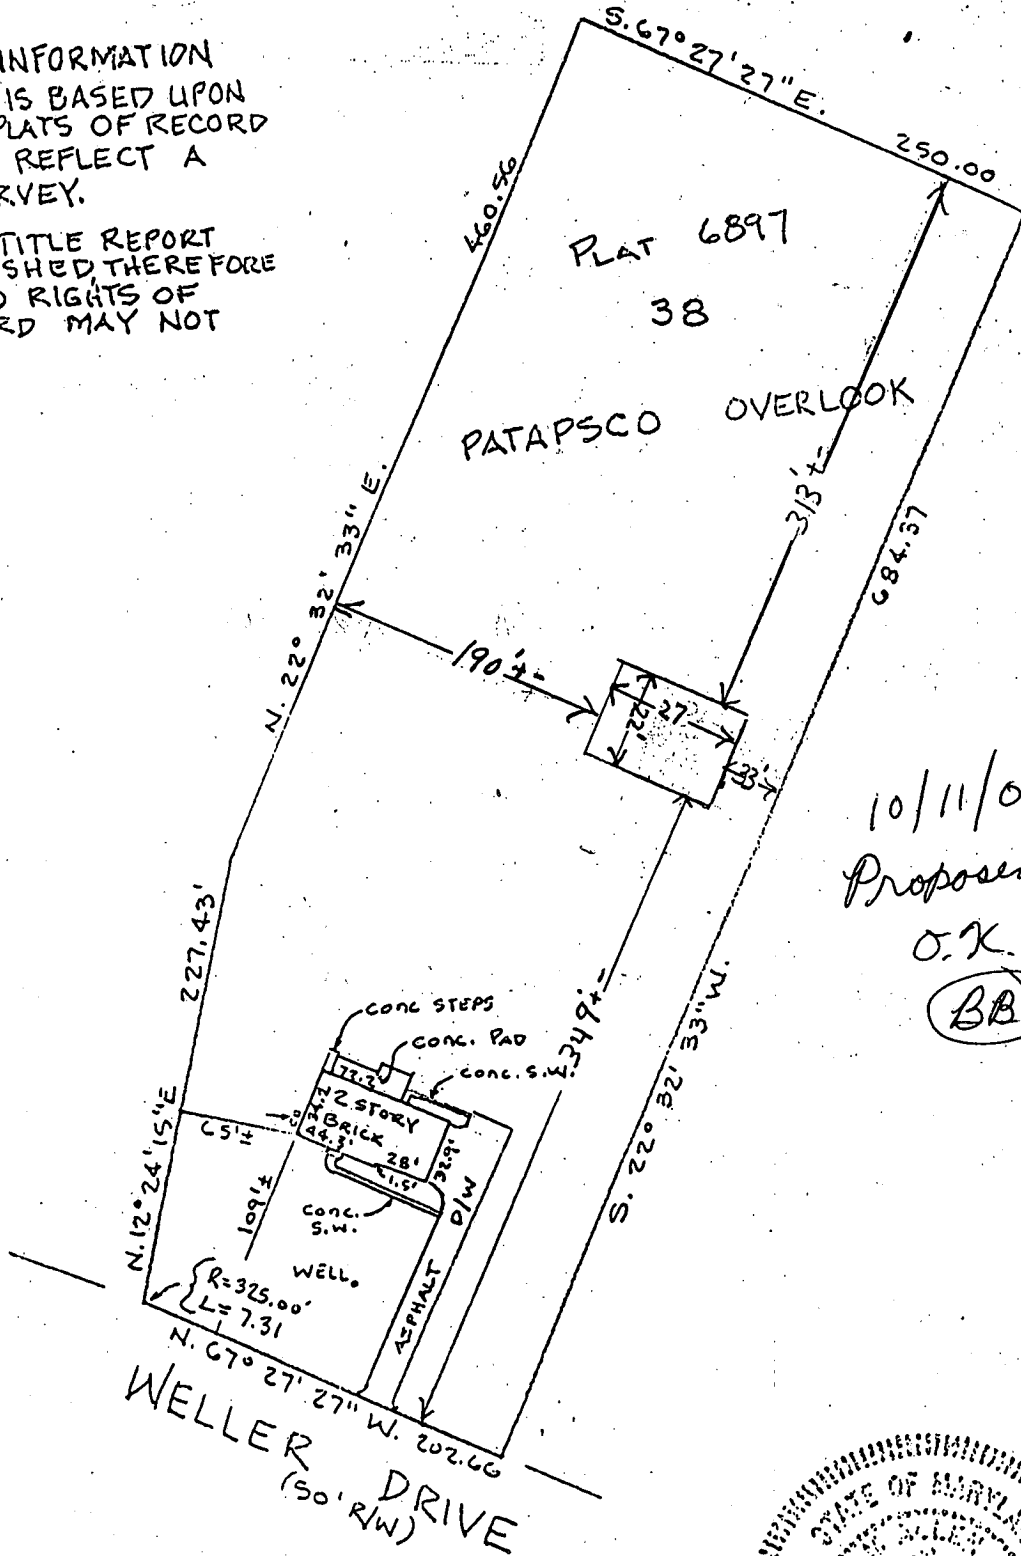 INFORMATION
IS BASED UPON
PLATS OF RECORD
REFLECT A
RVEY.
TITLE REPORT
SHED, THEREFORE
RIGHTS OF
RD MAY NOT
S. 67° 27' 27" E.
250.00
460.56
PLAT 6897
38
PATAPSCO OVERLOOK
313'+-
684.37
N. 22° 32' 33" E.
190'+-
22'
27
33'
10/11/0
Propose
O.K.
BB
227.43'
349'+-
S. 22° 32' 33" W.
CONC STEPS
CONC. PAD
CONC. S.W.
2 STORY
BRICK
44.3'
28'
1.5'
32.9'
65'±
N. 12° 24' 15" E
109'±
CONC.
S.W.
D/W
ASPHALT
WELL.
R=325.00'
L= 7.31
N. 67° 27' 27" W. 202.66
WELLER DRIVE
(50' R/W)
STATE OF MARYLA
ALLEN